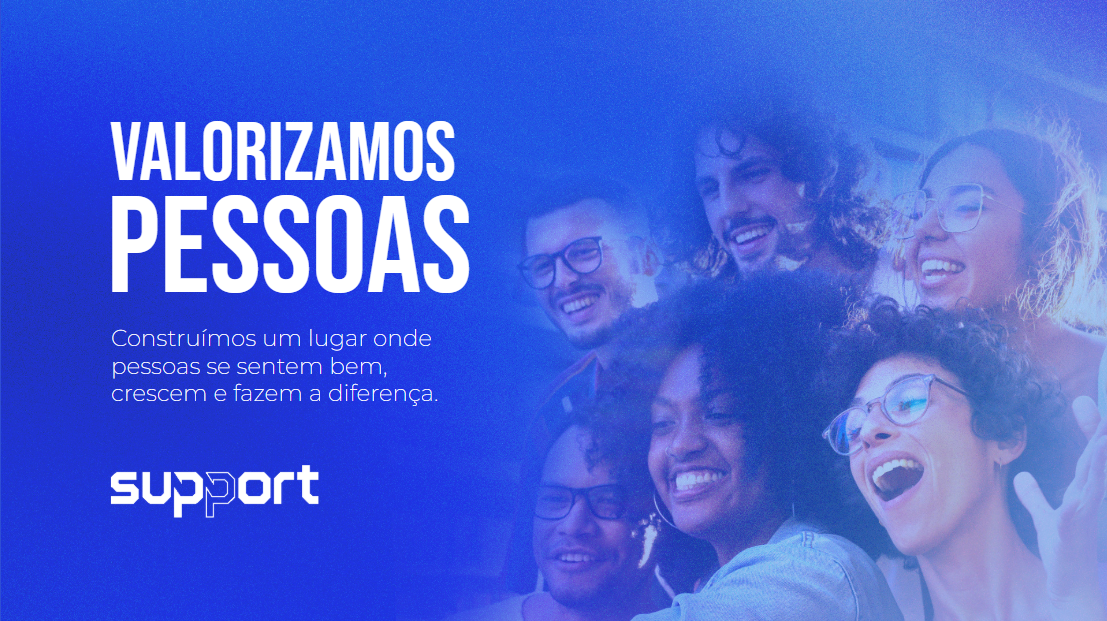 VALORIZAMOS
PESSOAS
Construímos um lugar onde
pessoas se sentem bem,
crescem e fazem a diferença.
support